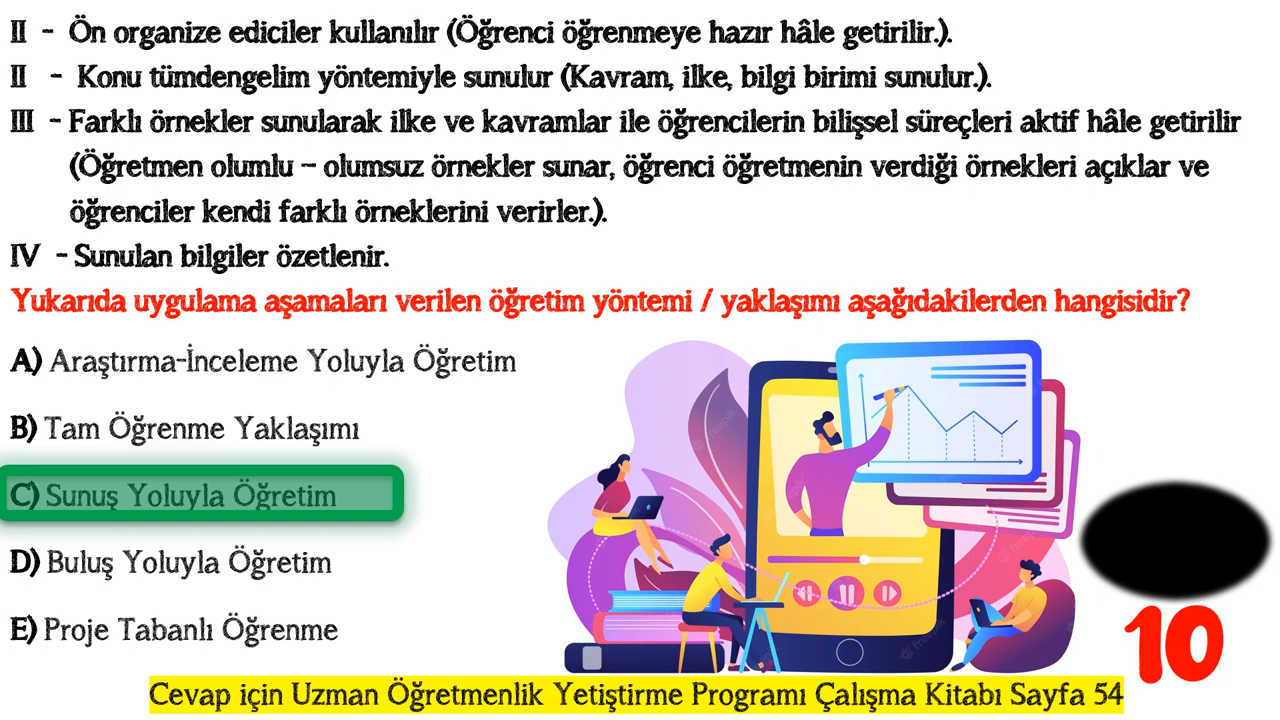 II - Ön organize ediciler kullanılır (Öğrenci öğrenmeye hazır hâle getirilir.).
II - Konu tümdengelim yöntemiyle sunulur (Kavram, ilke, bilgi birimi sunulur.).
III - Farklı örnekler sunularak ilke ve kavramlar ile öğrencilerin bilişsel süreçleri aktif hâle getirilir
(Öğretmen olumlu – olumsuz örnekler sunar, öğrenci öğretmenin verdiği örnekleri açıklar ve
öğrenciler kendi farklı örneklerini verirler.).
IV - Sunulan bilgiler özetlenir.
Yukarıda uygulama aşamaları verilen öğretim yöntemi / yaklaşımı aşağıdakilerden hangisidir?
A) Araştırma-İnceleme Yoluyla Öğretim
B) Tam Öğrenme Yaklaşımı
C) Sunuş Yoluyla Öğretim
D) Buluş Yoluyla Öğretim
E) Proje Tabanlı Öğrenme
10
Cevap için Uzman Öğretmenlik Yetiştirme Programı Çalışma Kitabı Sayfa 54